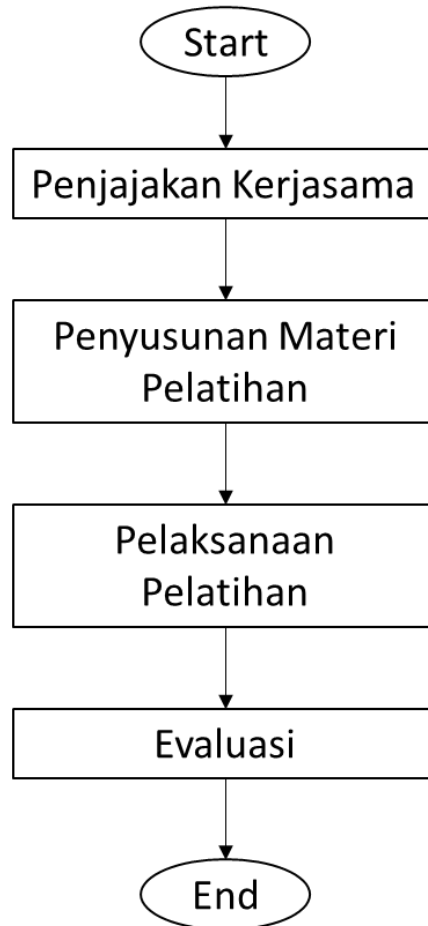 Start
Penjajakan Kerjasama
Penyusunan Materi
Pelatihan
Pelaksanaan
Pelatihan
Evaluasi
End